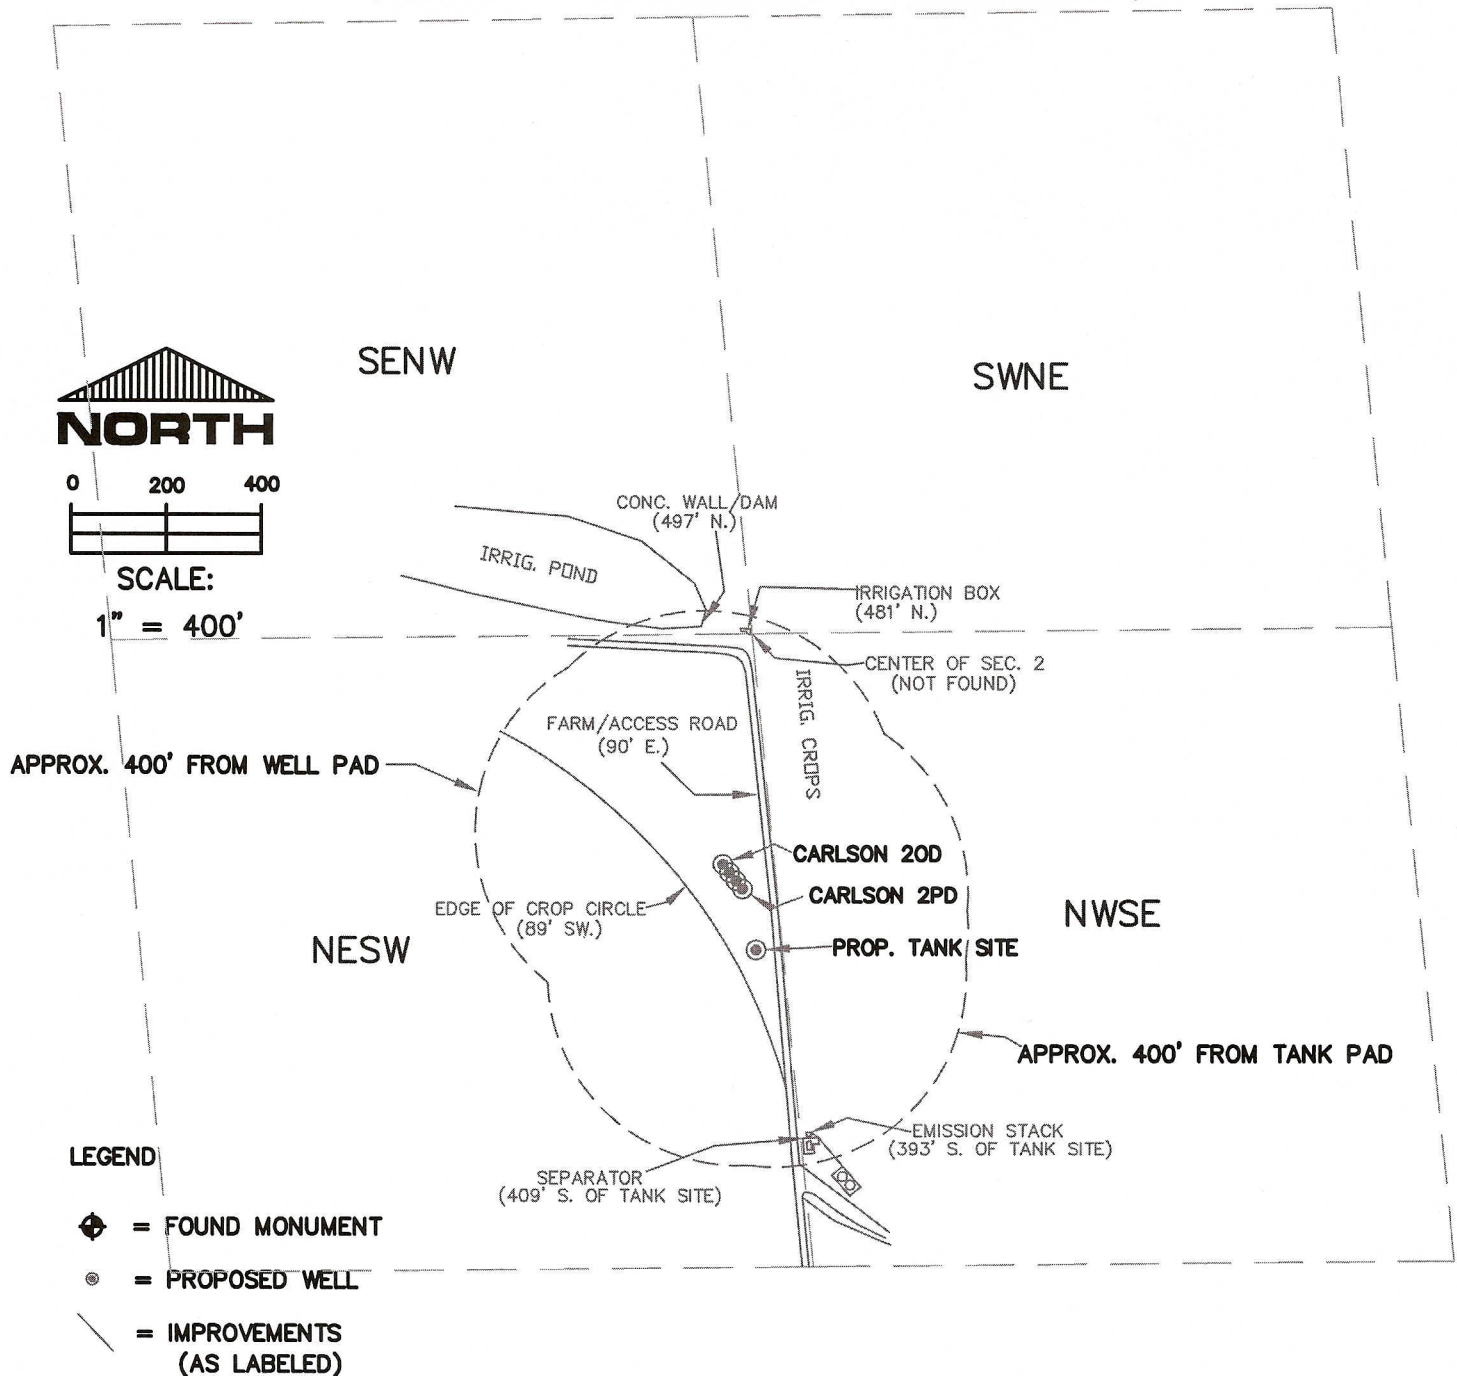 SENW
SWNE
NORTH
0 200 400
SCALE:
1" = 400'
CONC. WALL/DAM
(497' N.)
IRRIG. POND
IRRIGATION BOX
(481' N.)
CENTER OF SEC. 2
(NOT FOUND)
IRRIG. CROPS
FARM/ACCESS ROAD
(90' E.)
APPROX. 400' FROM WELL PAD
CARLSON 20D
CARLSON 2PD
EDGE OF CROP CIRCLE
(89' SW.)
NWSE
NESW
PROP. TANK SITE
APPROX. 400' FROM TANK PAD
EMISSION STACK
(393' S. OF TANK SITE)
SEPARATOR
(409' S. OF TANK SITE)
LEGEND
= FOUND MONUMENT
= PROPOSED WELL
= IMPROVEMENTS
(AS LABELED)